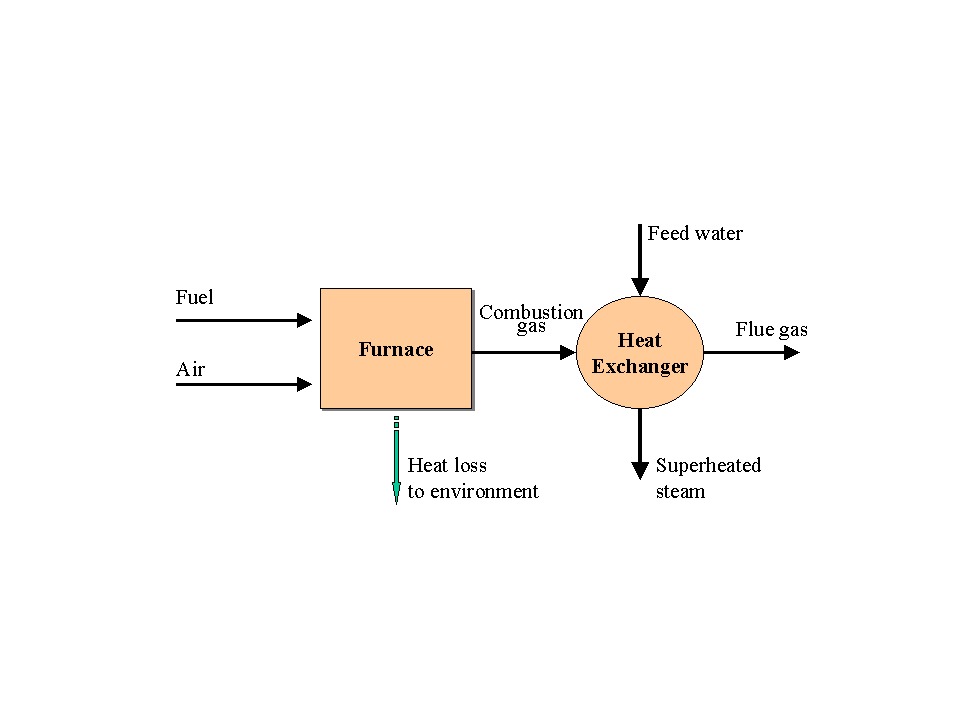 Feed water
Fuel
Combustion
gas
Flue gas
Furnace
Heat
Exchanger
Air
Heat loss
to environment
Superheated
steam